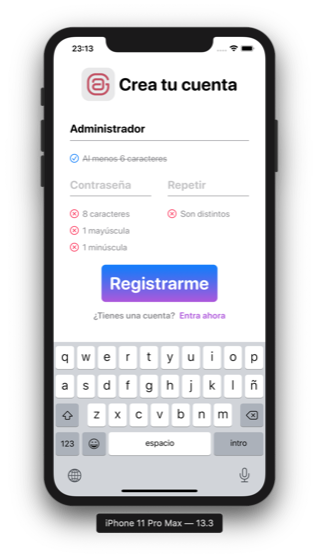 23:13
Crea tu cuenta
Administrador
Al menos 6 caracteres
Contraseña Repetir
8 caracteres Son distintos
1 mayúscula
1 minúscula
Registrarme
¿Tienes una cuenta? Entra ahora
q w e r t y u i o p
a s d f g h j k l ñ
z x c v b n m
123 espacio intro
iPhone 11 Pro Max — 13.3